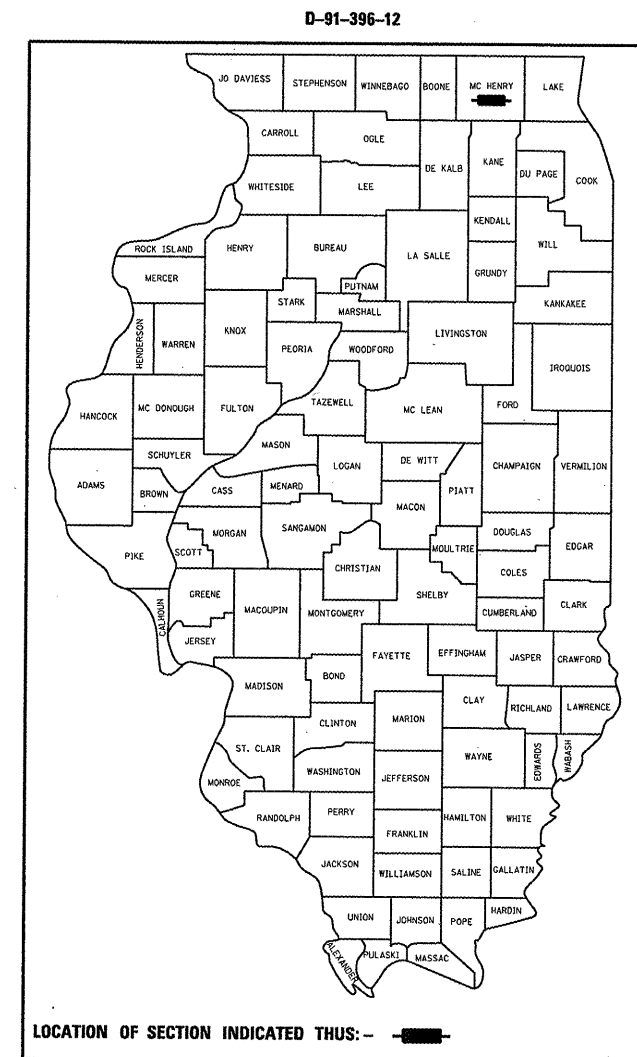 D-91-396-12
JO DAVIESS
STEPHENSON
WINNEBAGO
BOONE
MC HENRY
LAKE
CARROLL
OGLE
DE KALB
KANE
DU PAGE
COOK
WHITESIDE
LEE
KENDALL
WILL
ROCK ISLAND
HENRY
BUREAU
LA SALLE
GRUNDY
MERCER
PUTNAM
STARK
MARSHALL
KANKAKEE
HENDERSON
WARREN
KNOX
PEORIA
WOODFORD
LIVINGSTON
IROQUOIS
HANCOCK
MC DONOUGH
FULTON
TAZEWELL
MC LEAN
FORD
SCHUYLER
MASON
LOGAN
DE WITT
CHAMPAIGN
VERMILION
ADAMS
BROWN
CASS
MENARD
PIATT
MACON
PIKE
SCOTT
MORGAN
SANGAMON
CHRISTIAN
MOULTRIE
DOUGLAS
EDGAR
COLES
CALHOUN
GREENE
MACOUPIN
MONTGOMERY
SHELBY
CUMBERLAND
CLARK
JERSEY
FAYETTE
EFFINGHAM
JASPER
CRAWFORD
MADISON
BOND
CLAY
RICHLAND
LAWRENCE
CLINTON
MARION
ST. CLAIR
WAYNE
EDWARDS
WABASH
WASHINGTON
JEFFERSON
MONROE
RANDOLPH
PERRY
HAMILTON
WHITE
FRANKLIN
JACKSON
WILLIAMSON
SALINE
GALLATIN
UNION
JOHNSON
POPE
HARDIN
ALEXANDER
PULASKI
MASSAC
LOCATION OF SECTION INDICATED THUS:-